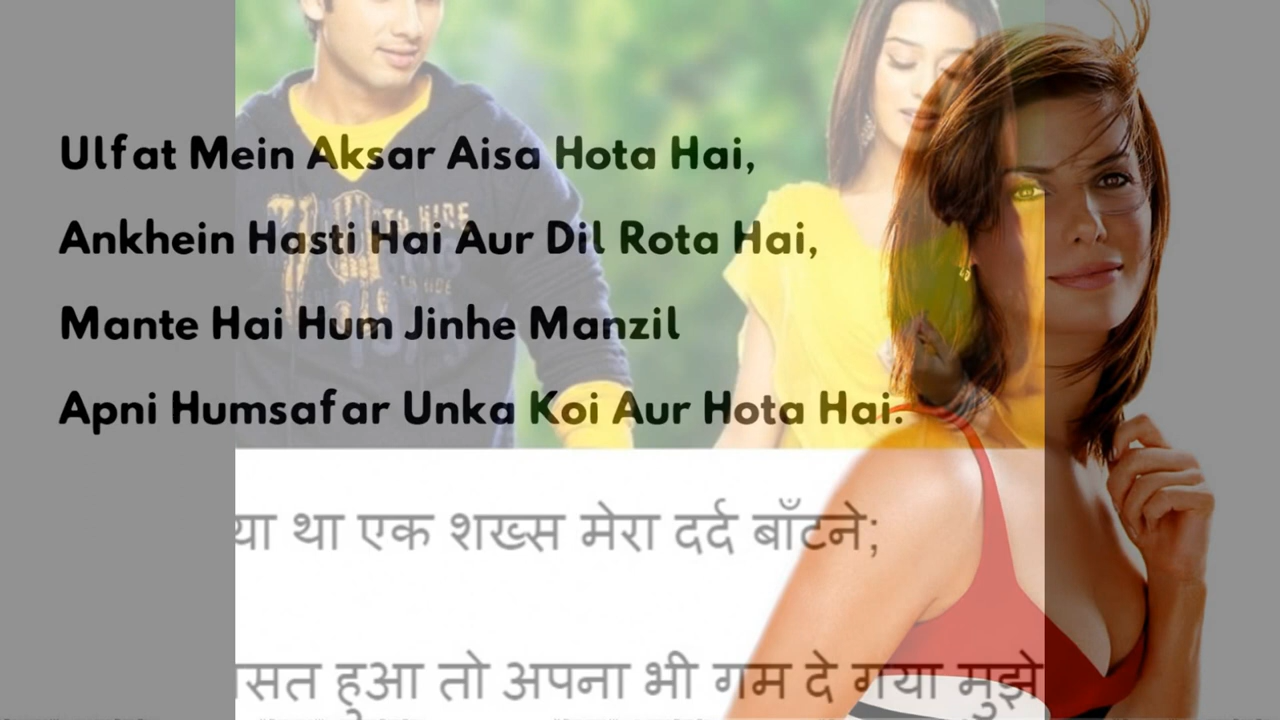 Ulfat Mein Aksar Aisa Hota Hai,
Ankhein Hasti Hai Aur Dil Rota Hai,
Mante Hai Hum Jinhe Manzil
Apni Humsafar Unka Koi Aur Hota Hai.
या था एक शख्स मेरा दर्द बाँटने;
सत हुआ तो अपना भी गम दे गया मुझे